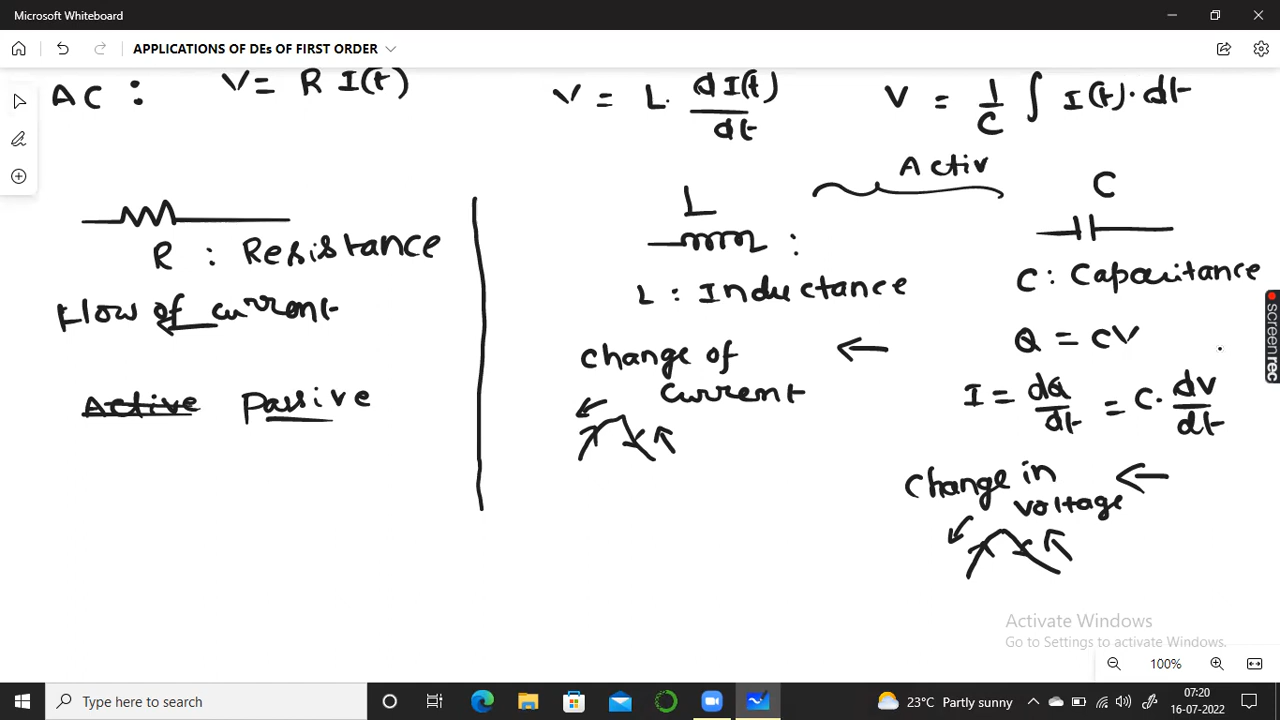 Microsoft Whiteboard
APPLICATIONS OF DEs OF FIRST ORDER
AC : V = R I(t) V = L. dI(t)/dt V = 1/C ∫ I(t)·dt
Activ
L C
R : Resistance
L : Inductance
C : Capacitance
Flow of current
Q = CV
change of
current
I = dQ/dt = C. dV/dt
Active Passive
change in
voltage
screenrec
Activate Windows
Go to Settings to activate Windows.
100%
Type here to search
23°C Partly sunny
07:20
16-07-2022